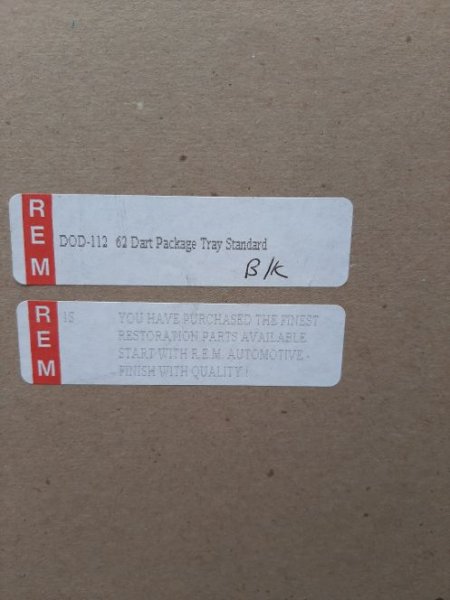 REM
DOD-112 62 Dart Package Tray Standard
B/K
REM
1S YOU HAVE PURCHASED THE FINEST
RESTORATION PARTS AVAILABLE
START WITH R.E.M. AUTOMOTIVE -
FINISH WITH QUALITY!